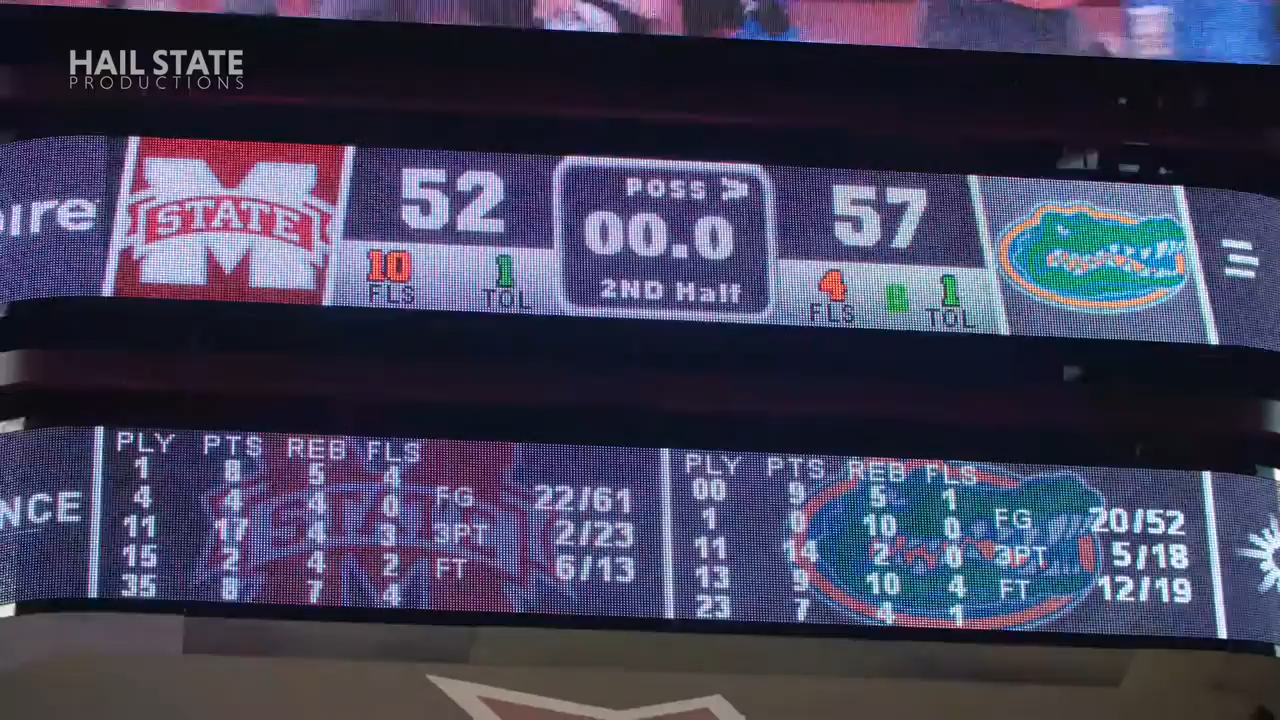 HAIL STATE
PRODUCTIONS
ire
STATE
52
10
FLS
1
TOL
POSS >
00.0
2ND Half
57
4
FLS
B
1
TOL
NCE
PLY PTS REB FLS
1 8 5 4
4 4 4 0
11 17 4 3
15 2 4 2
35 8 7 4
FG 22/61
3PT 2/23
FT 6/13
PLY PTS REB FLS
00 9 5 1
1 0 10 0
11 14 2 0
13 9 10 4
23 7 4 1
FG 20/52
3PT 5/18
FT 12/19